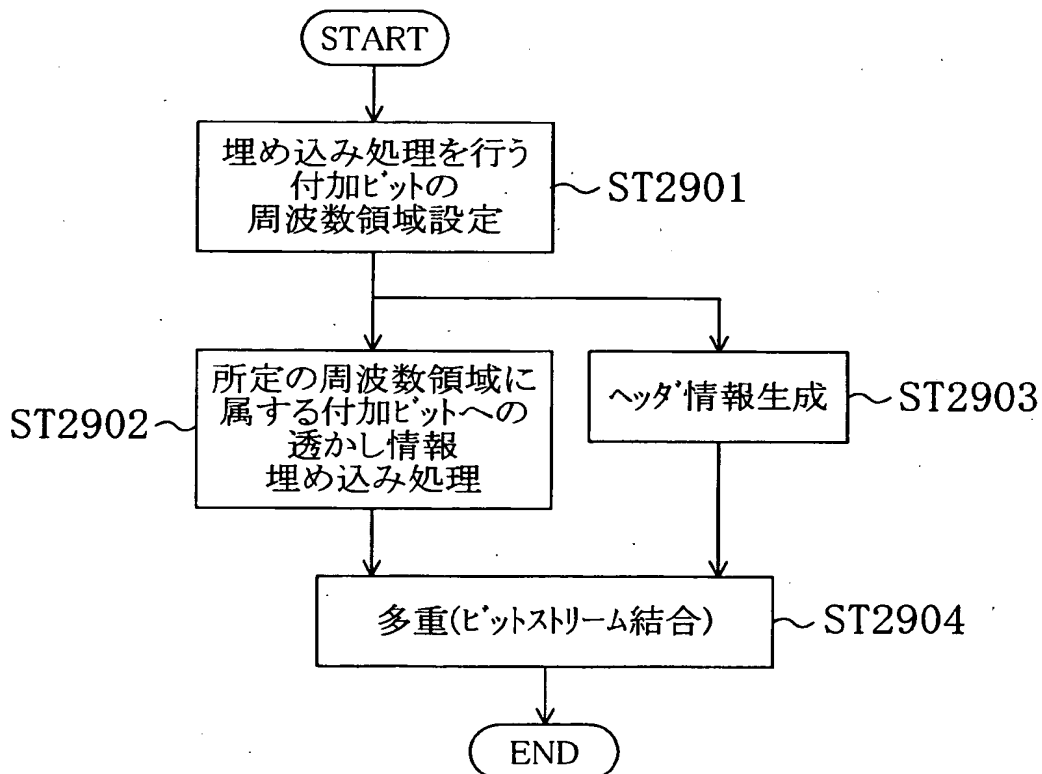 START
埋め込み処理を行う
付加ビットの
周波数領域設定
ST2901
所定の周波数領域に
属する付加ビットへの
透かし情報
埋め込み処理
ST2902
ヘッダ情報生成
ST2903
多重(ビットストリーム結合)
ST2904
END